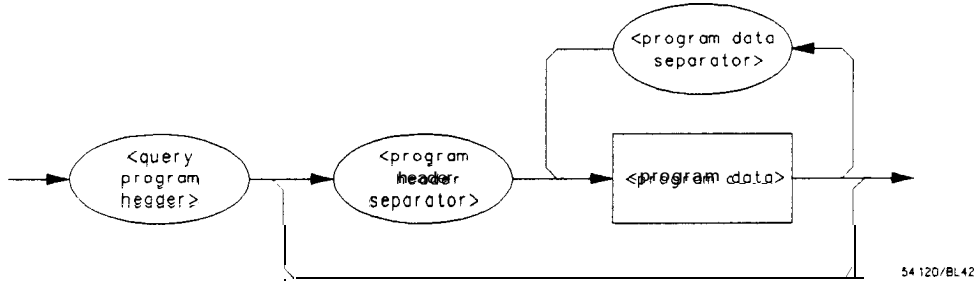 <program data
separator>
<query
program
header>
<program
header
separator>
<program data>
54120/BL42